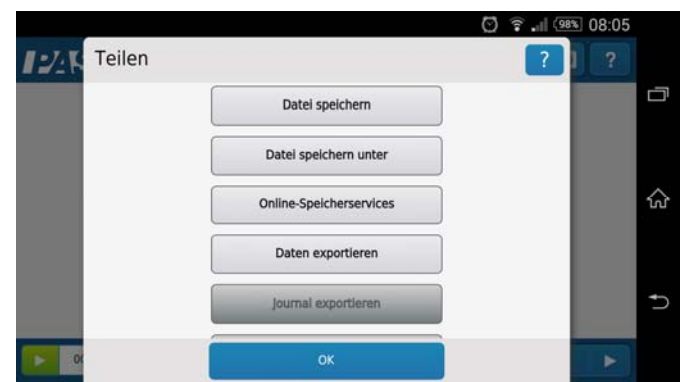 98% 08:05
Teilen ? ?
Datei speichern
Datei speichern unter
Online-Speicherservices
Daten exportieren
Journal exportieren
OK